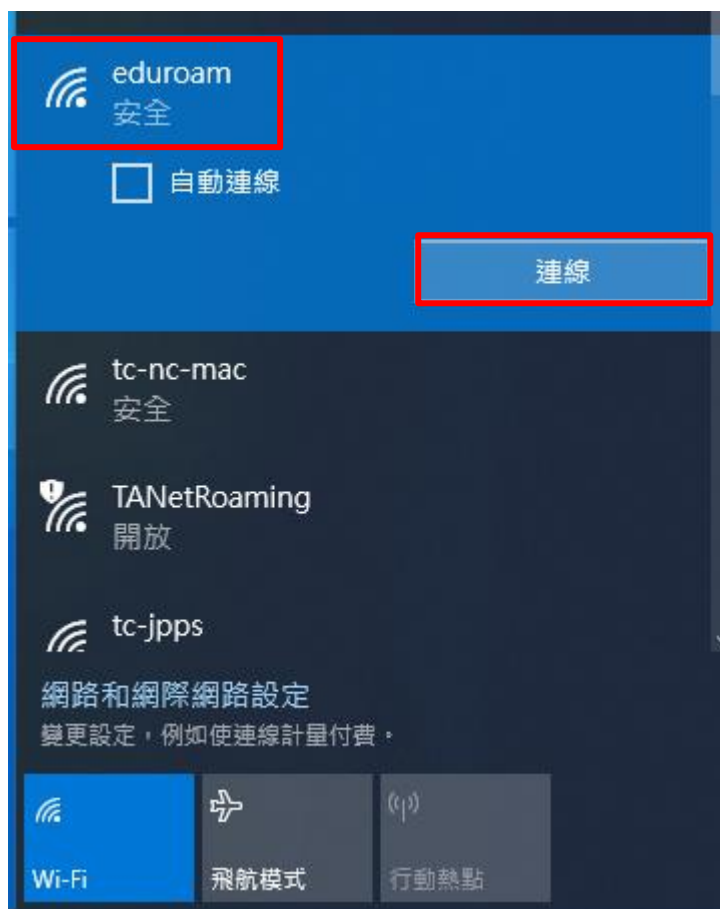 eduroam
安全
自動連線
連線
tc-nc-mac
安全
TANetRoaming
開放
tc-jpps
網路和網際網路設定
變更設定，例如使連線計量付費。
Wi-Fi
飛航模式
行動熱點